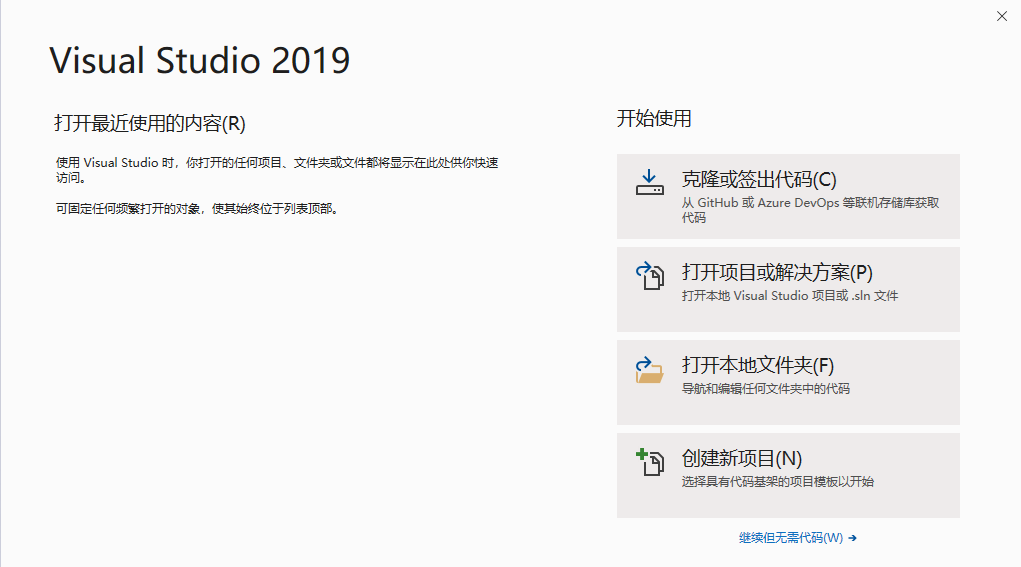 Visual Studio 2019
打开最近使用的内容(R)
使用 Visual Studio 时，你打开的任何项目、文件夹或文件都将显示在此处供你快速
访问。
可固定任何频繁打开的对象，使其始终位于列表顶部。
开始使用
克隆或签出代码(C)
从 GitHub 或 Azure DevOps 等联机存储库获取
代码
打开项目或解决方案(P)
打开本地 Visual Studio 项目或 .sln 文件
打开本地文件夹(F)
导航和编辑任何文件夹中的代码
创建新项目(N)
选择具有代码基架的项目模板以开始
继续但无需代码(W) →